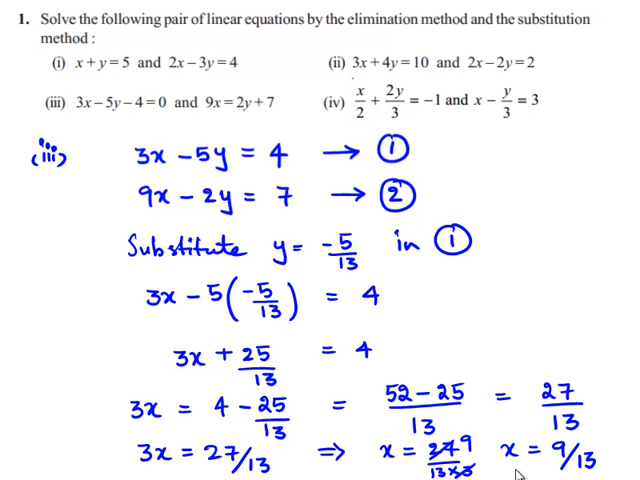 1. Solve the following pair of linear equations by the elimination method and the substitution
method :
(i) x + y = 5 and 2x – 3y = 4 (ii) 3x + 4y = 10 and 2x – 2y = 2
(iii) 3x – 5y – 4 = 0 and 9x = 2y + 7 (iv) x/2 + 2y/3 = –1 and x – y/3 = 3
(iii) 3x – 5y = 4 → ①
9x – 2y = 7 → ②
Substitute y = –5/13 in ①
3x – 5(–5/13) = 4
3x + 25/13 = 4
3x = 4 – 25/13 = 52 – 25/13 = 27/13
3x = 27/13 ⇒ x = 9/13 x = 9/13